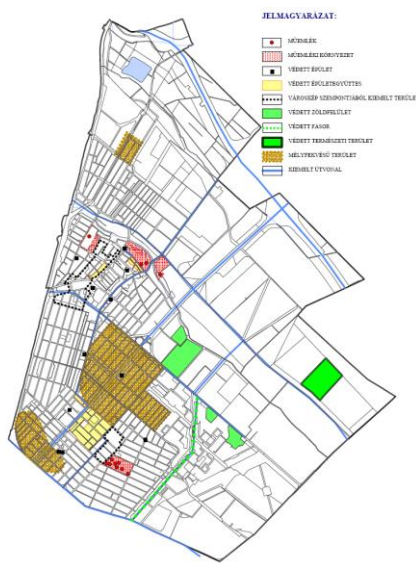 JELMAGYARÁZAT:
MŰEMLÉK
MŰEMLÉKI KÖRNYEZET
VÉDETT ÉPÜLET
VÉDETT ÉPÜLETEGYÜTTES
VÁROSKÉP SZEMPONTJÁBÓL KIEMELT TERÜLE
VÉDETT ZÖLDFELÜLET
VÉDETT FASOR
VÉDETT TERMÉSZETI TERÜLET
MÉLYFEKVÉSŰ TERÜLET
KIEMELT ÚTVONAL